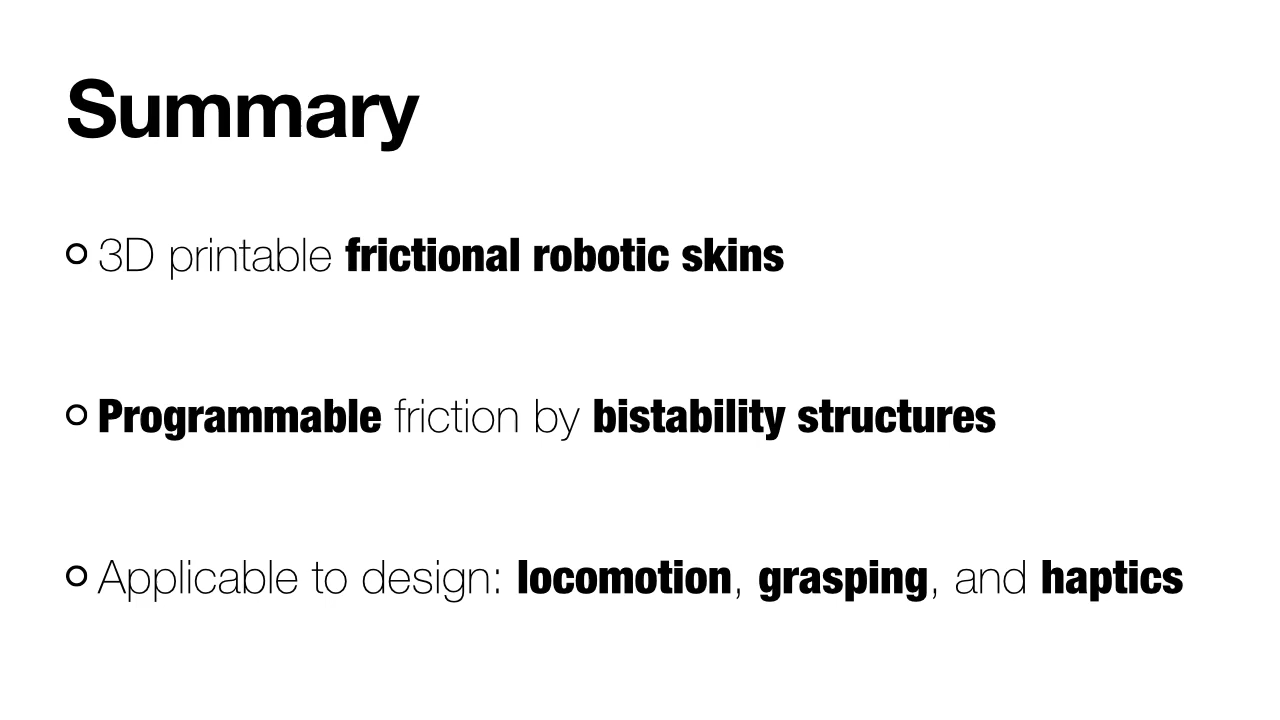 Summary
3D printable frictional robotic skins
Programmable friction by bistability structures
Applicable to design: locomotion, grasping, and haptics